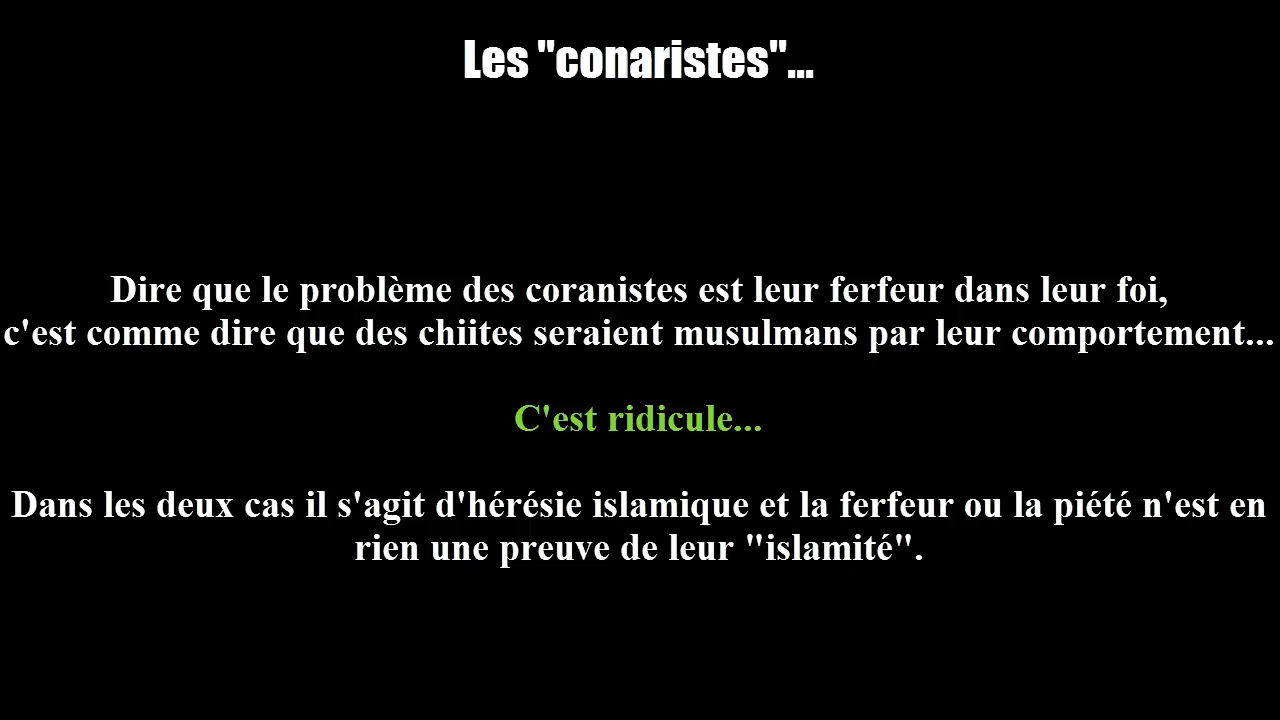 Les "conaristes"...
Dire que le problème des coranistes est leur ferfeur dans leur foi,
c'est comme dire que des chiites seraient musulmans par leur comportement...
C'est ridicule...
Dans les deux cas il s'agit d'hérésie islamique et la ferfeur ou la piété n'est en
rien une preuve de leur "islamité".